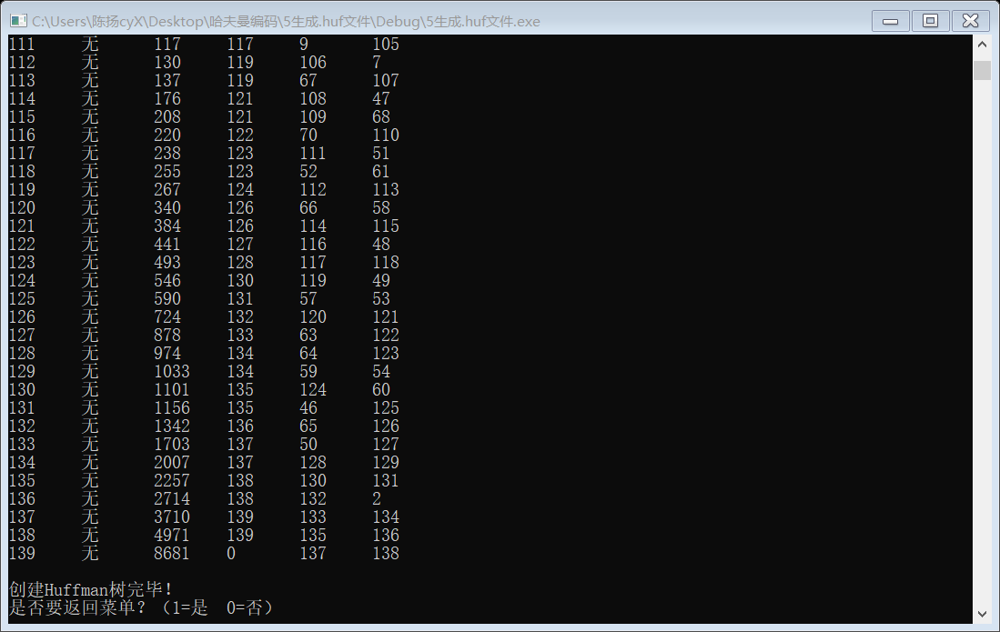 C:\Users\陈扬cyX\Desktop\哈夫曼编码\5生成.huf文件\Debug\5生成.huf文件.exe
111 无 117 117 9 105
112 无 130 119 106 7
113 无 137 119 67 107
114 无 176 121 108 47
115 无 208 121 109 68
116 无 220 122 70 110
117 无 238 123 111 51
118 无 255 123 52 61
119 无 267 124 112 113
120 无 340 126 66 58
121 无 384 126 114 115
122 无 441 127 116 48
123 无 493 128 117 118
124 无 546 130 119 49
125 无 590 131 57 53
126 无 724 132 120 121
127 无 878 133 63 122
128 无 974 134 64 123
129 无 1033 134 59 54
130 无 1101 135 124 60
131 无 1156 135 46 125
132 无 1342 136 65 126
133 无 1703 137 50 127
134 无 2007 137 128 129
135 无 2257 138 130 131
136 无 2714 138 132 2
137 无 3710 139 133 134
138 无 4971 139 135 136
139 无 8681 0 137 138
创建Huffman树完毕!
是否要返回菜单?（1=是 0=否）